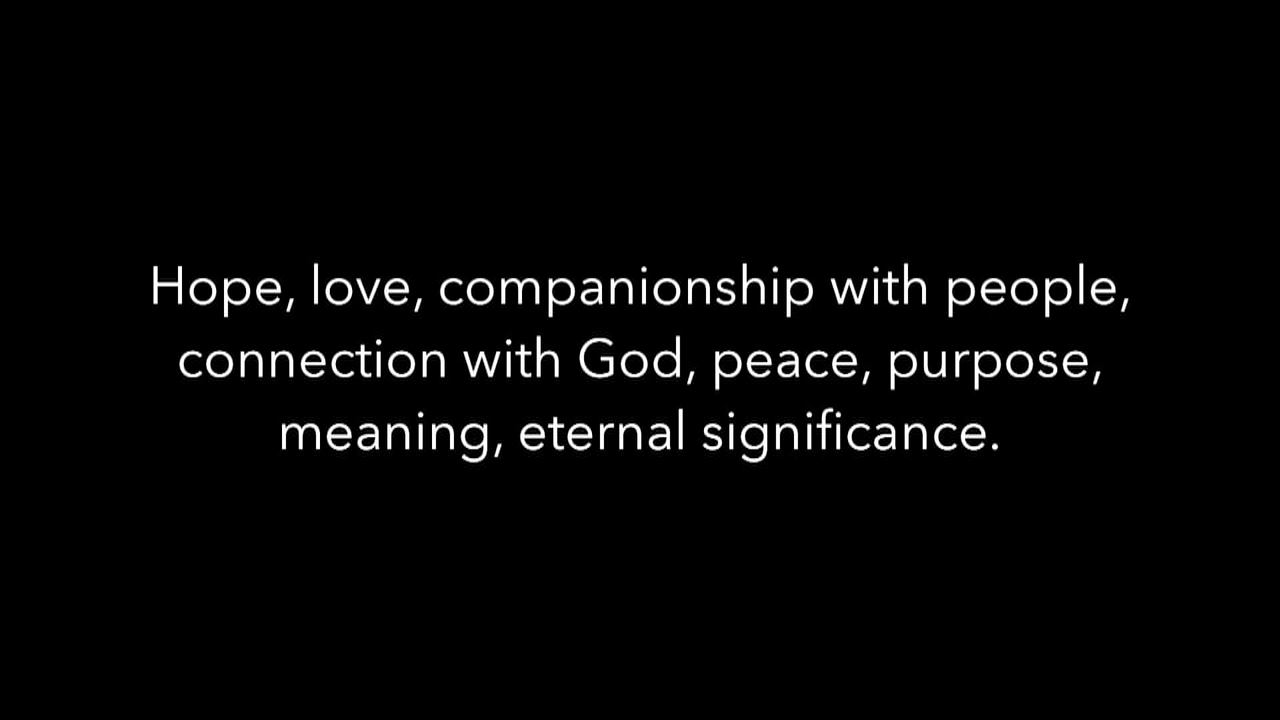 Hope, love, companionship with people,
connection with God, peace, purpose,
meaning, eternal significance.